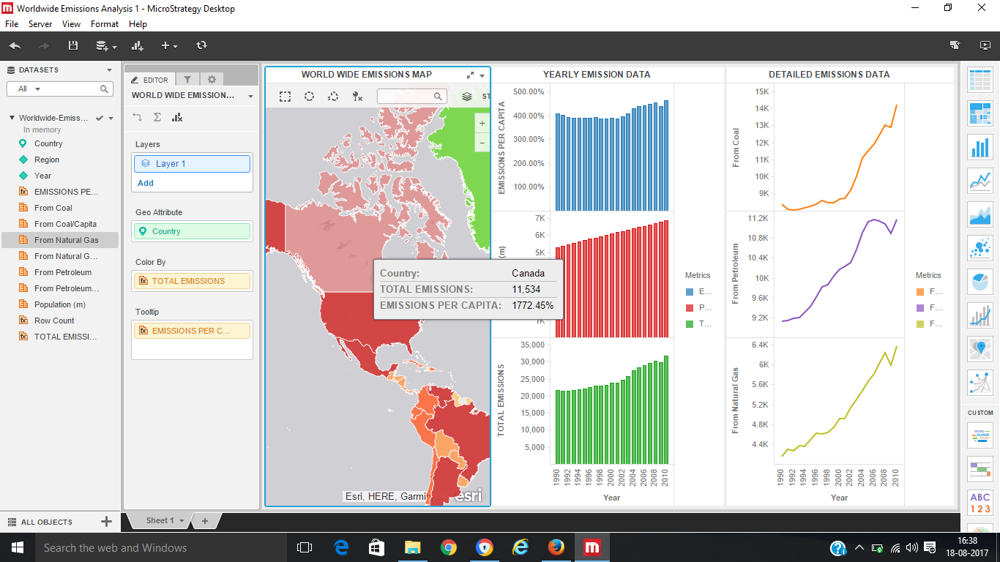 Worldwide Emissions Analysis 1 - MicroStrategy Desktop
File Server View Format Help
DATASETS
All
Worldwide-Emiss...
In memory
Country
Region
Year
EMISSIONS PE...
From Coal
From Coal/Capita
From Natural Gas
From Natural G...
From Petroleum
From Petroleum...
Population (m)
Row Count
TOTAL EMISSI...
ALL OBJECTS
EDITOR
WORLD WIDE EMISSION...
Layers
Layer 1
Add
Geo Attribute
Country
Color By
TOTAL EMISSIONS
Tooltip
EMISSIONS PER C...
WORLD WIDE EMISSIONS MAP
ST
+
−
Country: Canada
TOTAL EMISSIONS: 11,534
EMISSIONS PER CAPITA: 1772.45%
Esri, HERE, Garmi
esri
YEARLY EMISSION DATA
EMISSIONS PER CAPITA
500.00%
400.00%
300.00%
200.00%
100.00%
(m)
7K
6K
5K
1K
TOTAL EMISSIONS
35,000
30,000
25,000
20,000
15,000
10,000
5,000
1990 1992 1994 1996 1998 2000 2002 2004 2006 2008 2010
Year
Metrics
E...
P...
T...
DETAILED EMISSIONS DATA
From Coal
15K
14K
13K
12K
11K
10K
9K
From Petroleum
11.2K
10.8K
10.4K
10K
9.6K
9.2K
From Natural Gas
6.4K
6K
5.6K
5.2K
4.8K
4.4K
1990 1992 1994 1996 1998 2000 2002 2004 2006 2008 2010
Year
Metrics
F...
F...
F...
CUSTOM
WORD
CLOUD
ABC
123
Sheet 1
Search the web and Windows
16:38
18-08-2017